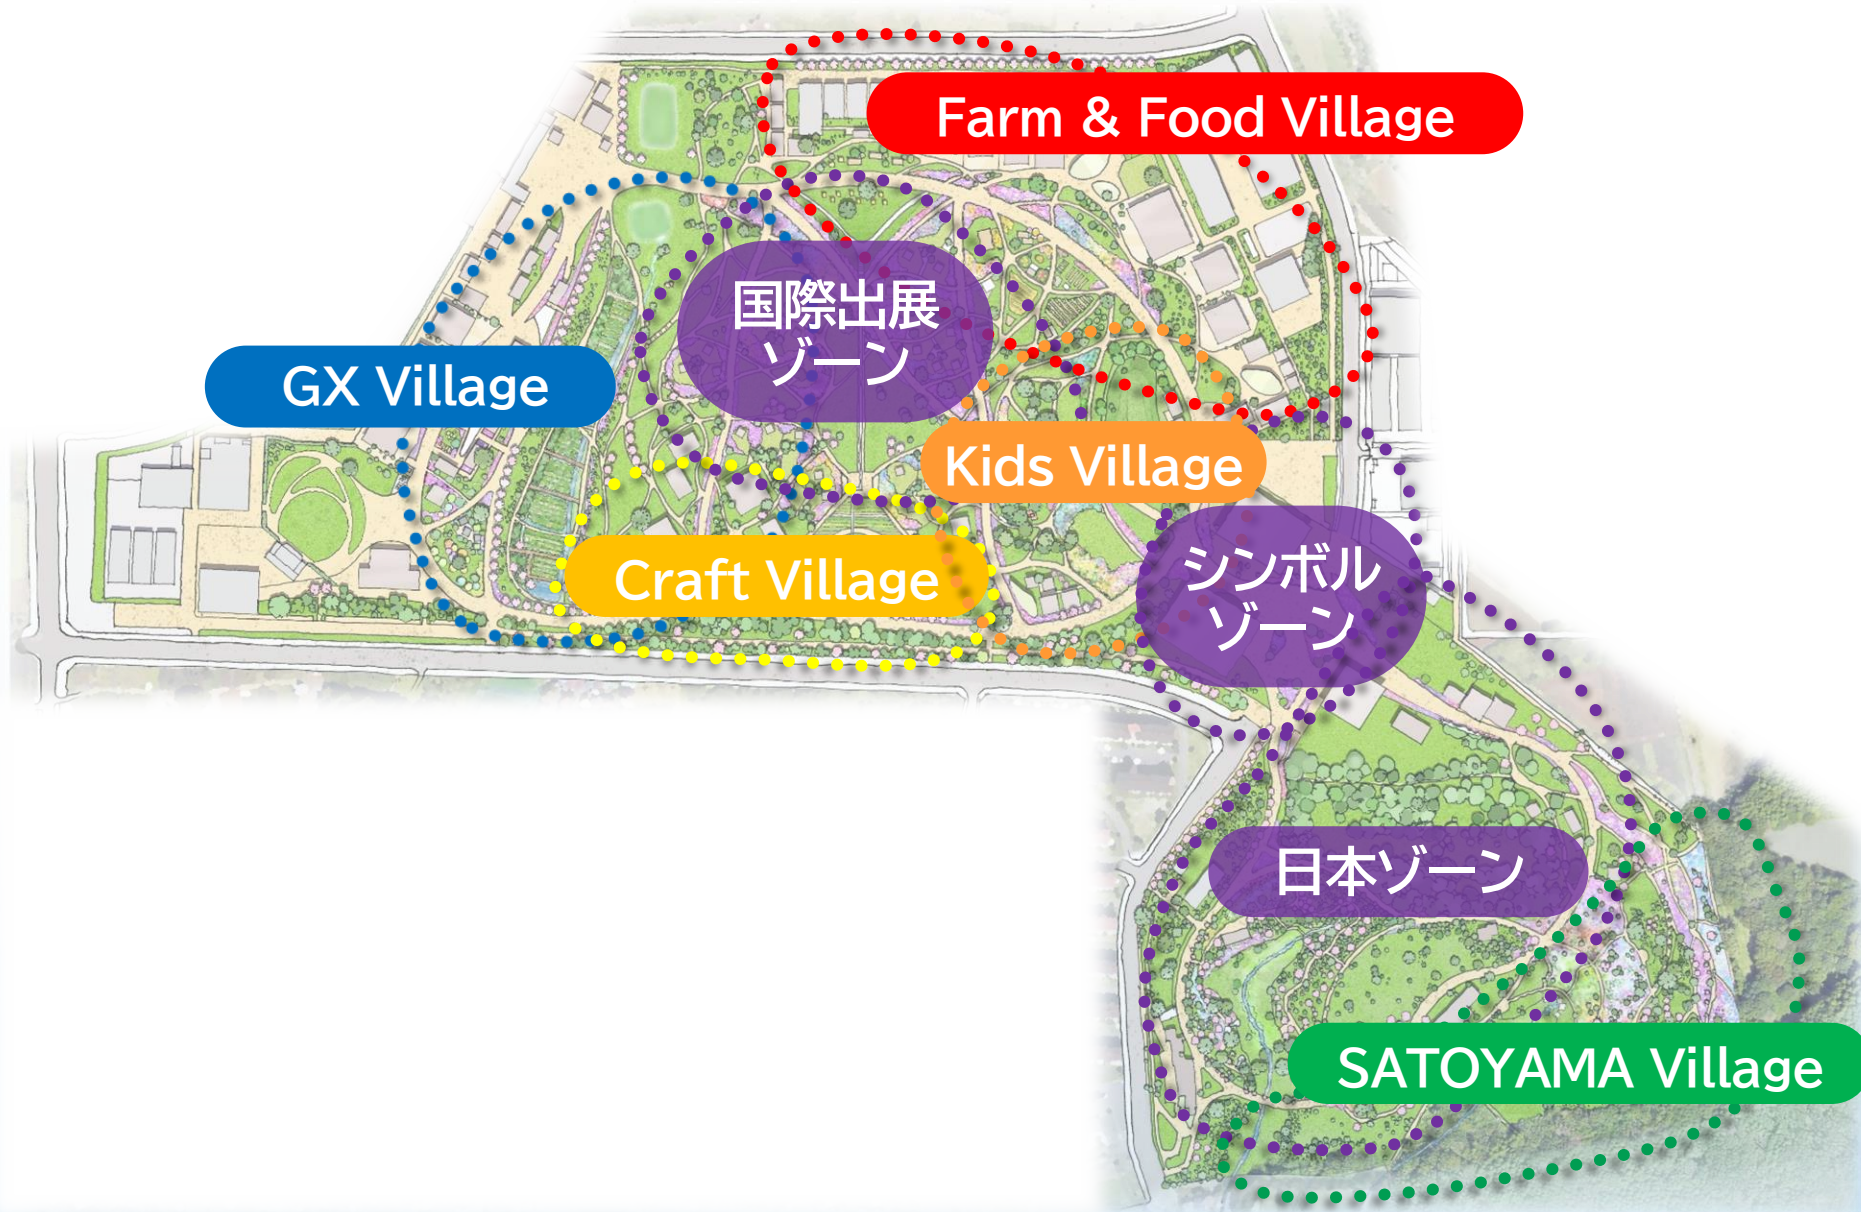 Farm & Food Village
国際出展
ゾーン
GX Village
Kids Village
Craft Village
シンボル
ゾーン
日本ゾーン
SATOYAMA Village